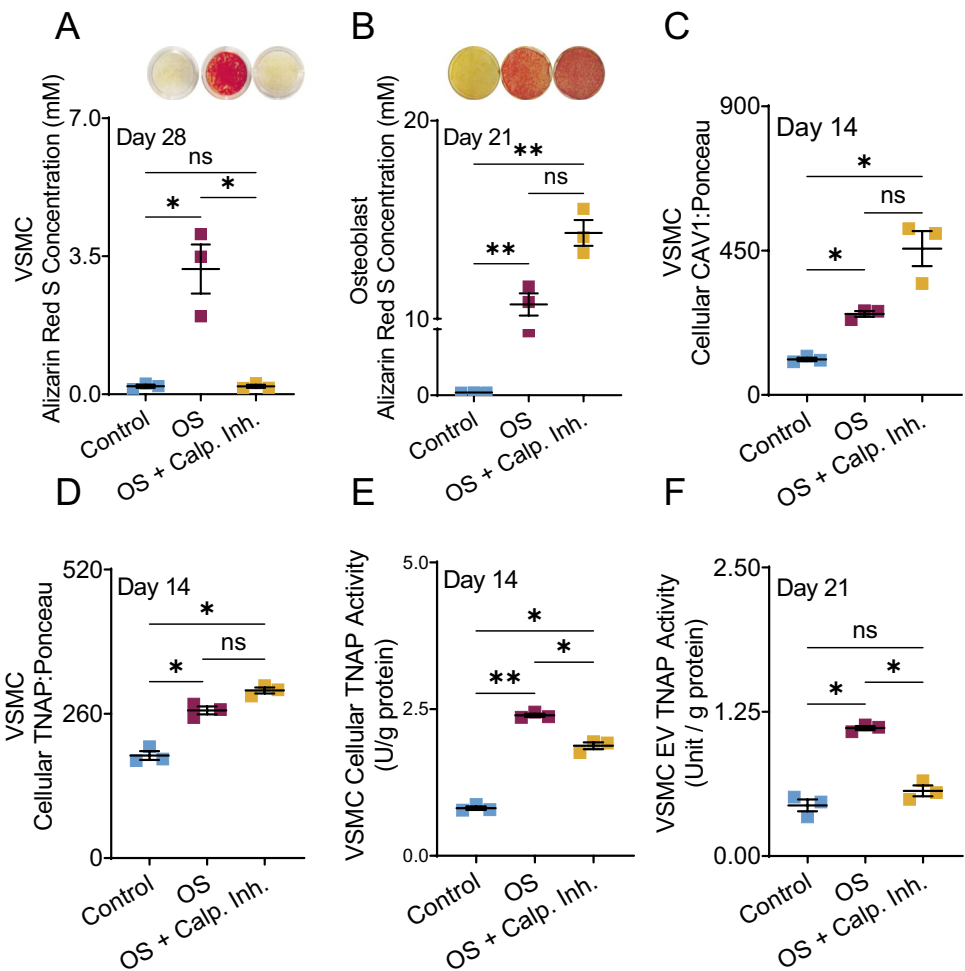 A
VSMC
Alizarin Red S Concentration (mM)
7.0
3.5
0.0
Day 28
ns
*
*
Control
OS
OS + Calp. Inh.
B
Osteoblast
Alizarin Red S Concentration (mM)
20
10
0
Day 21
**
ns
**
Control
OS
OS + Calp. Inh.
C
VSMC
Cellular CAV1:Ponceau
900
450
0
Day 14
*
ns
*
Control
OS
OS + Calp. Inh.
D
VSMC
Cellular TNAP:Ponceau
520
260
0
Day 14
*
ns
*
Control
OS
OS + Calp. Inh.
E
VSMC Cellular TNAP Activity
(U/g protein)
5.0
2.5
0.0
Day 14
*
*
**
Control
OS
OS + Calp. Inh.
F
VSMC EV TNAP Activity
(Unit / g protein)
2.50
1.25
0.00
Day 21
ns
*
*
Control
OS
OS + Calp. Inh.